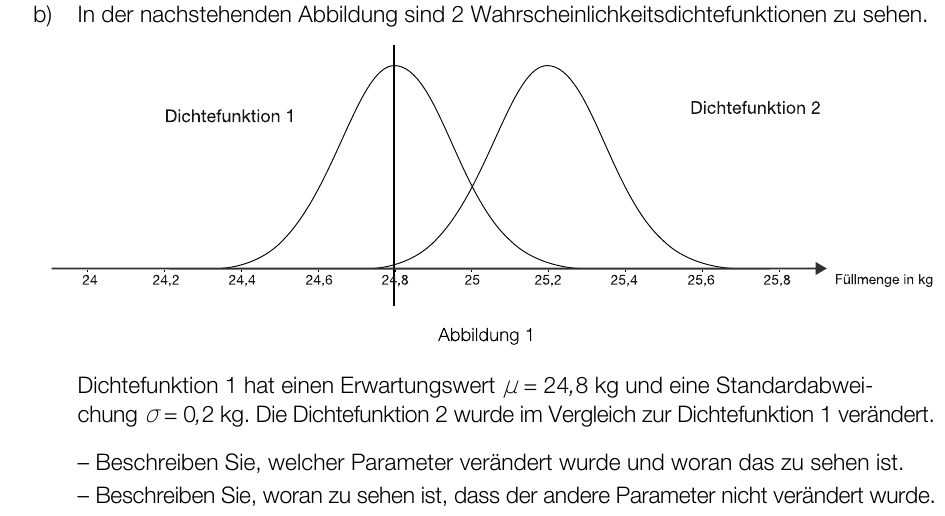 b) In der nachstehenden Abbildung sind 2 Wahrscheinlichkeitsdichtefunktionen zu sehen.
Dichtefunktion 1
Dichtefunktion 2
24 24,2 24,4 24,6 24,8 25 25,2 25,4 25,6 25,8 Füllmenge in kg
Abbildung 1
Dichtefunktion 1 hat einen Erwartungswert μ = 24,8 kg und eine Standardabwei-
chung σ = 0,2 kg. Die Dichtefunktion 2 wurde im Vergleich zur Dichtefunktion 1 verändert.
– Beschreiben Sie, welcher Parameter verändert wurde und woran das zu sehen ist.
– Beschreiben Sie, woran zu sehen ist, dass der andere Parameter nicht verändert wurde.